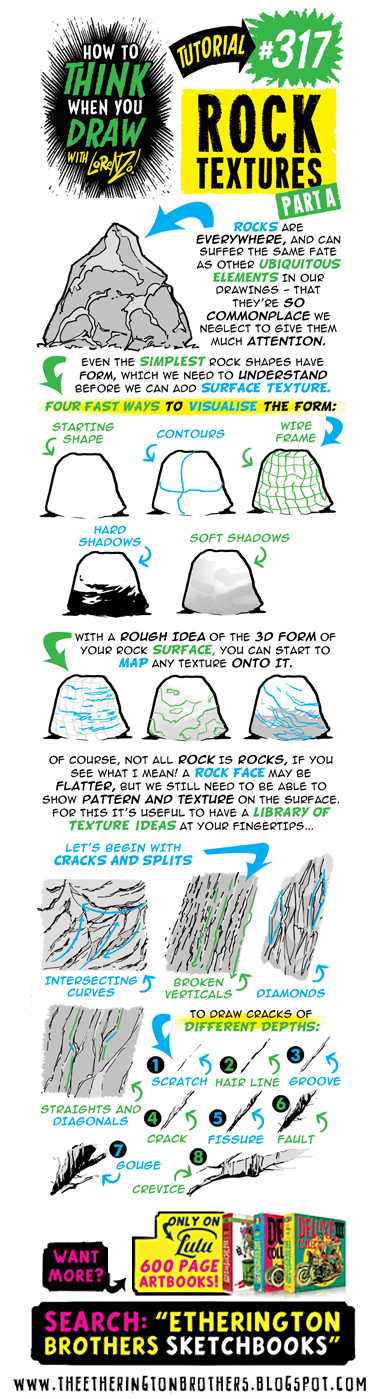 HOW TO
THINK
WHEN YOU
DRAW
WITH LORENZO!
TUTORIAL
#317
ROCK
TEXTURES
PART A
ROCKS ARE
EVERYWHERE, AND CAN
SUFFER THE SAME FATE
AS OTHER UBIQUITOUS
ELEMENTS IN OUR
DRAWINGS - THAT
THEY'RE SO
COMMONPLACE WE
NEGLECT TO GIVE THEM
MUCH ATTENTION.
EVEN THE SIMPLEST ROCK SHAPES HAVE
FORM, WHICH WE NEED TO UNDERSTAND
BEFORE WE CAN ADD SURFACE TEXTURE.
FOUR FAST WAYS TO VISUALISE THE FORM:
STARTING
SHAPE
CONTOURS
WIRE
FRAME
HARD
SHADOWS
SOFT SHADOWS
WITH A ROUGH IDEA OF THE 3D FORM OF
YOUR ROCK SURFACE, YOU CAN START TO
MAP ANY TEXTURE ONTO IT.
OF COURSE, NOT ALL ROCK IS ROCKS, IF YOU
SEE WHAT I MEAN! A ROCK FACE MAY BE
FLATTER, BUT WE STILL NEED TO BE ABLE TO
SHOW PATTERN AND TEXTURE ON THE SURFACE.
FOR THIS IT'S USEFUL TO HAVE A LIBRARY OF
TEXTURE IDEAS AT YOUR FINGERTIPS...
LET'S BEGIN WITH
CRACKS AND SPLITS
INTERSECTING
CURVES
BROKEN
VERTICALS
DIAMONDS
STRAIGHTS AND
DIAGONALS
TO DRAW CRACKS OF
DIFFERENT DEPTHS:
1
SCRATCH
2
HAIR LINE
3
GROOVE
4
CRACK
5
FISSURE
6
FAULT
7
GOUGE
8
CREVICE
WANT
MORE?
ONLY ON
Lulu
600 PAGE
ARTBOOKS!
DELUXE III
SEARCH: "ETHERINGTON
BROTHERS SKETCHBOOKS"
WWW.THEETHERINGTONBROTHERS.BLOGSPOT.COM